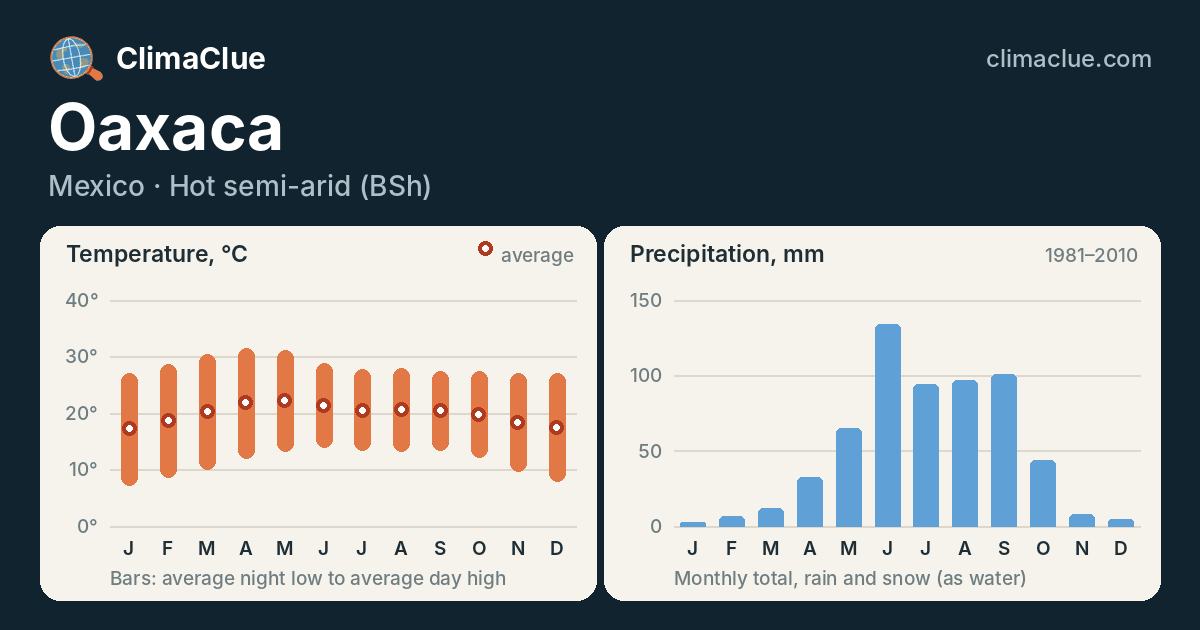 ClimaClue
climaclue.com
Oaxaca
Mexico · Hot semi-arid (BSh)
Temperature, °C
average
40°
30°
20°
10°
0°
J F M A M J J A S O N D
Bars: average night low to average day high
Precipitation, mm
1981–2010
150
100
50
0
J F M A M J J A S O N D
Monthly total, rain and snow (as water)